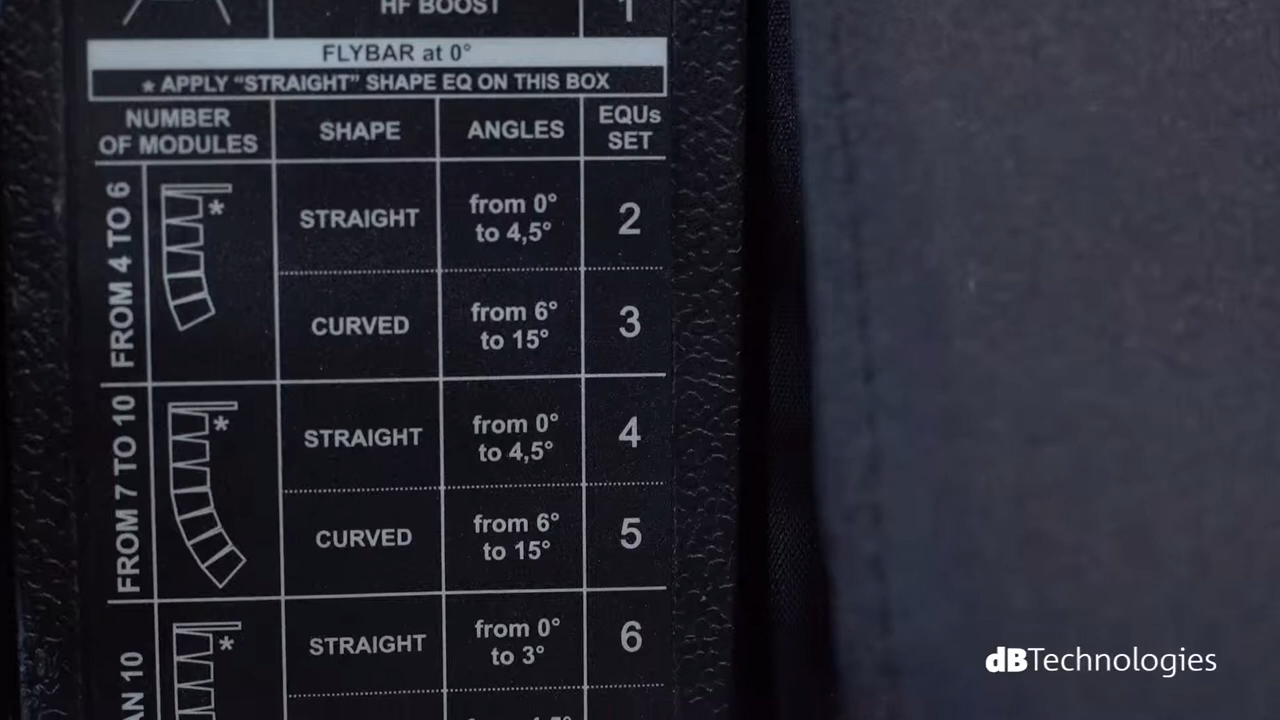 HF BOOST 1
FLYBAR at 0°
* APPLY “STRAIGHT” SHAPE EQ ON THIS BOX
NUMBER OF MODULES
SHAPE
ANGLES
EQUs SET
FROM 4 TO 6
*
STRAIGHT
from 0°
to 4,5°
2
CURVED
from 6°
to 15°
3
FROM 7 TO 10
*
STRAIGHT
from 0°
to 4,5°
4
CURVED
from 6°
to 15°
5
AN 10
*
STRAIGHT
from 0°
to 3°
6
dBTechnologies